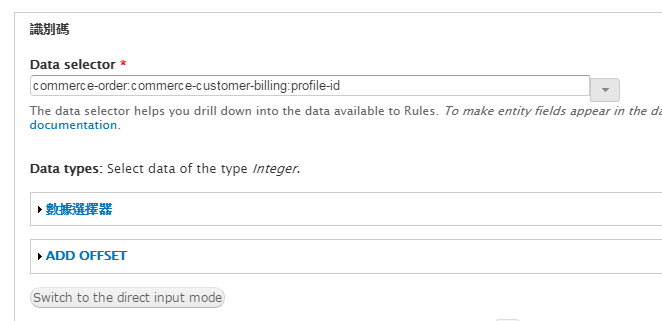 識別碼
Data selector *
commerce-order:commerce-customer-billing:profile-id
The data selector helps you drill down into the data available to Rules. To make entity fields appear in the da
documentation.
Data types: Select data of the type Integer.
數據選擇器
ADD OFFSET
Switch to the direct input mode